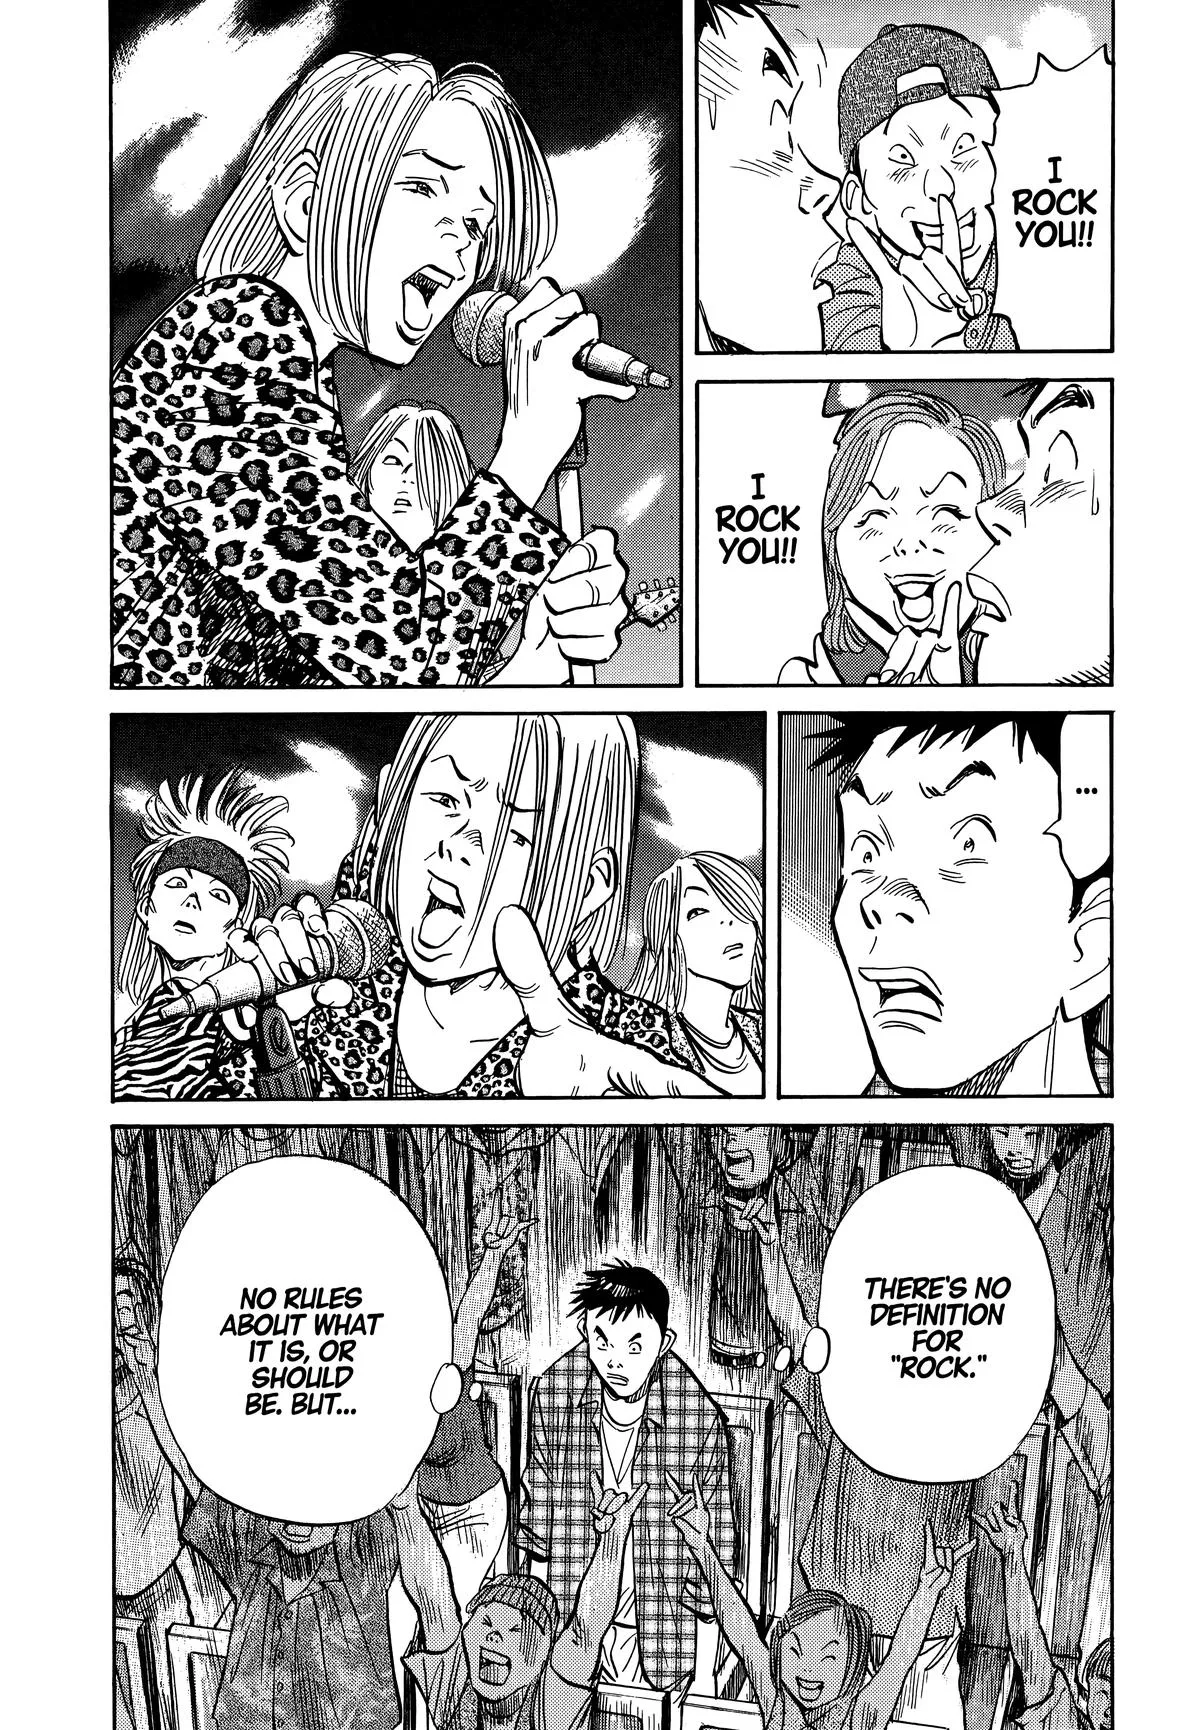 I
ROCK
YOU!!
I
ROCK
YOU!!
...
THERE'S NO
DEFINITION
FOR
"ROCK."
NO RULES
ABOUT WHAT
IT IS, OR
SHOULD
BE. BUT...